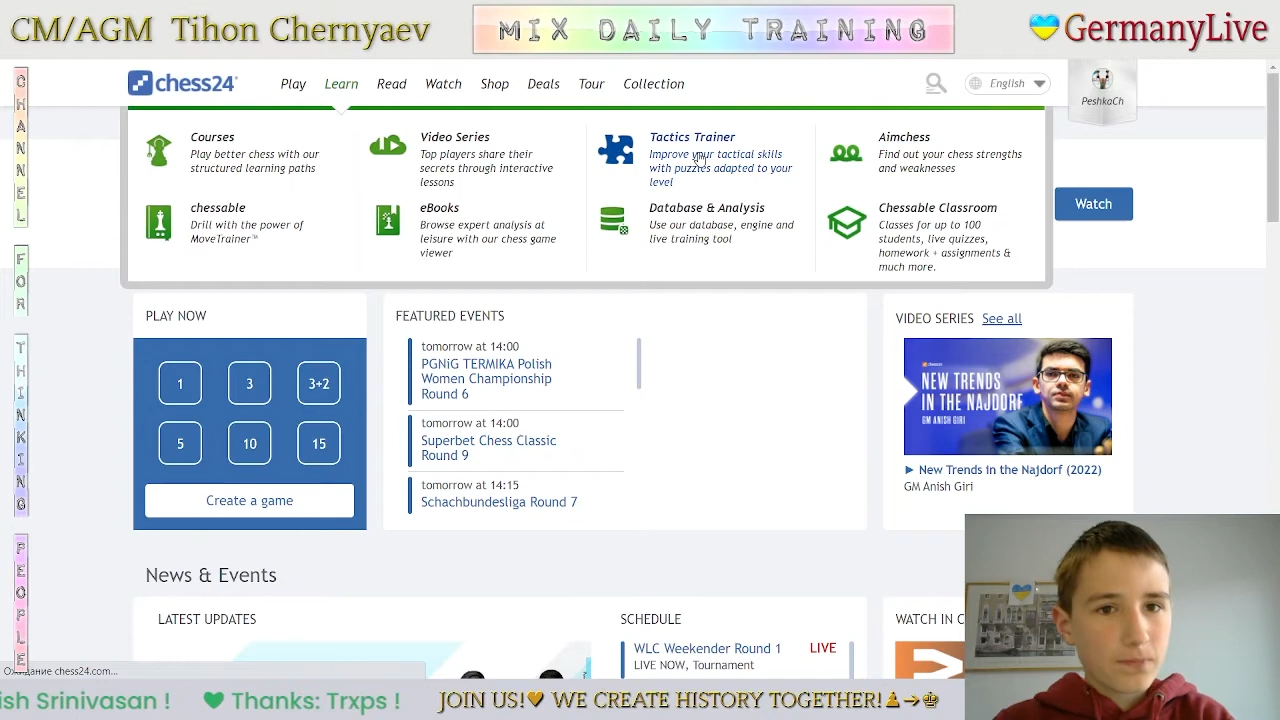 CM/AGM Tihon Chernyaev
MIX DAILY TRAINING
GermanyLive
CHANNEL
FOR
THINKING
PEOPLE
chess24
Play
Learn
Read
Watch
Shop
Deals
Tour
Collection
English
PeshkaCh
Courses
Play better chess with our
structured learning paths
Video Series
Top players share their
secrets through interactive
lessons
Tactics Trainer
Improve your tactical skills
with puzzles adapted to your
level
Aimchess
Find out your chess strengths
and weaknesses
chessable
Drill with the power of
MoveTrainer™
eBooks
Browse expert analysis at
leisure with our chess game
viewer
Database & Analysis
Use our database, engine and
live training tool
Chessable Classroom
Classes for up to 100
students, live quizzes,
homework + assignments &
much more.
Watch
PLAY NOW
1
3
3+2
5
10
15
Create a game
FEATURED EVENTS
tomorrow at 14:00
PGNiG TERMIKA Polish
Women Championship
Round 6
tomorrow at 14:00
Superbet Chess Classic
Round 9
tomorrow at 14:15
Schachbundesliga Round 7
VIDEO SERIES See all
NEW TRENDS
IN THE NAJDORF
GM ANISH GIRI
New Trends in the Najdorf (2022)
GM Anish Giri
News & Events
LATEST UPDATES
SCHEDULE
WLC Weekender Round 1 LIVE
LIVE NOW, Tournament
WATCH IN C
Ожидание chess24.com...
ish Srinivasan !
Thanks: Trxps !
JOIN US! WE CREATE HISTORY TOGETHER!